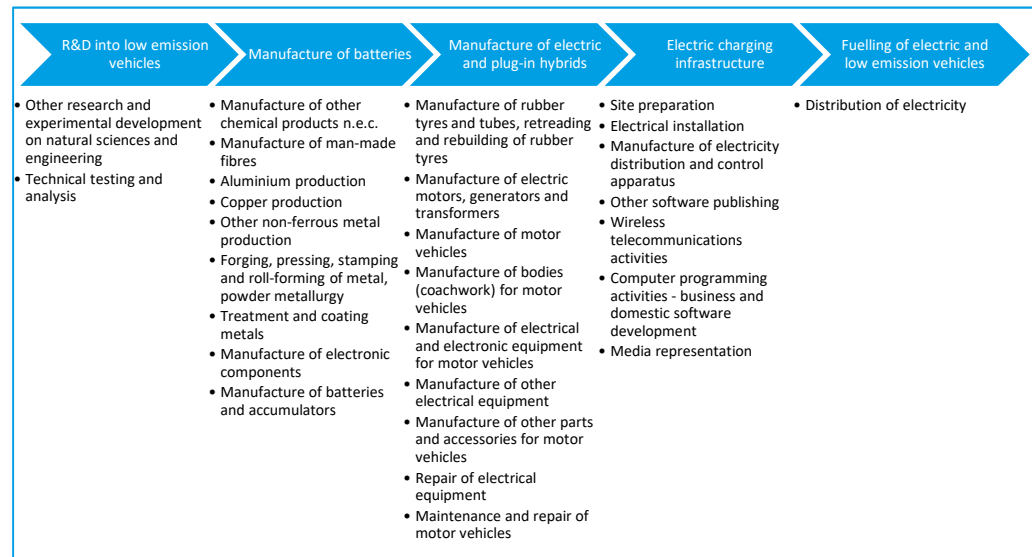 R&D into low emission
vehicles
• Other research and
experimental development
on natural sciences and
engineering
• Technical testing and
analysis
Manufacture of batteries
• Manufacture of other
chemical products n.e.c.
• Manufacture of man-made
fibres
• Aluminium production
• Copper production
• Other non-ferrous metal
production
• Forging, pressing, stamping
and roll-forming of metal,
powder metallurgy
• Treatment and coating
metals
• Manufacture of electronic
components
• Manufacture of batteries
and accumulators
Manufacture of electric
and plug-in hybrids
• Manufacture of rubber
tyres and tubes, retreading
and rebuilding of rubber
tyres
• Manufacture of electric
motors, generators and
transformers
• Manufacture of motor
vehicles
• Manufacture of bodies
(coachwork) for motor
vehicles
• Manufacture of electrical
and electronic equipment
for motor vehicles
• Manufacture of other
electrical equipment
• Manufacture of other parts
and accessories for motor
vehicles
• Repair of electrical
equipment
• Maintenance and repair of
motor vehicles
Electric charging
infrastructure
• Site preparation
• Electrical installation
• Manufacture of electricity
distribution and control
apparatus
• Other software publishing
• Wireless
telecommunications
activities
• Computer programming
activities - business and
domestic software
development
• Media representation
Fuelling of electric and
low emission vehicles
• Distribution of electricity